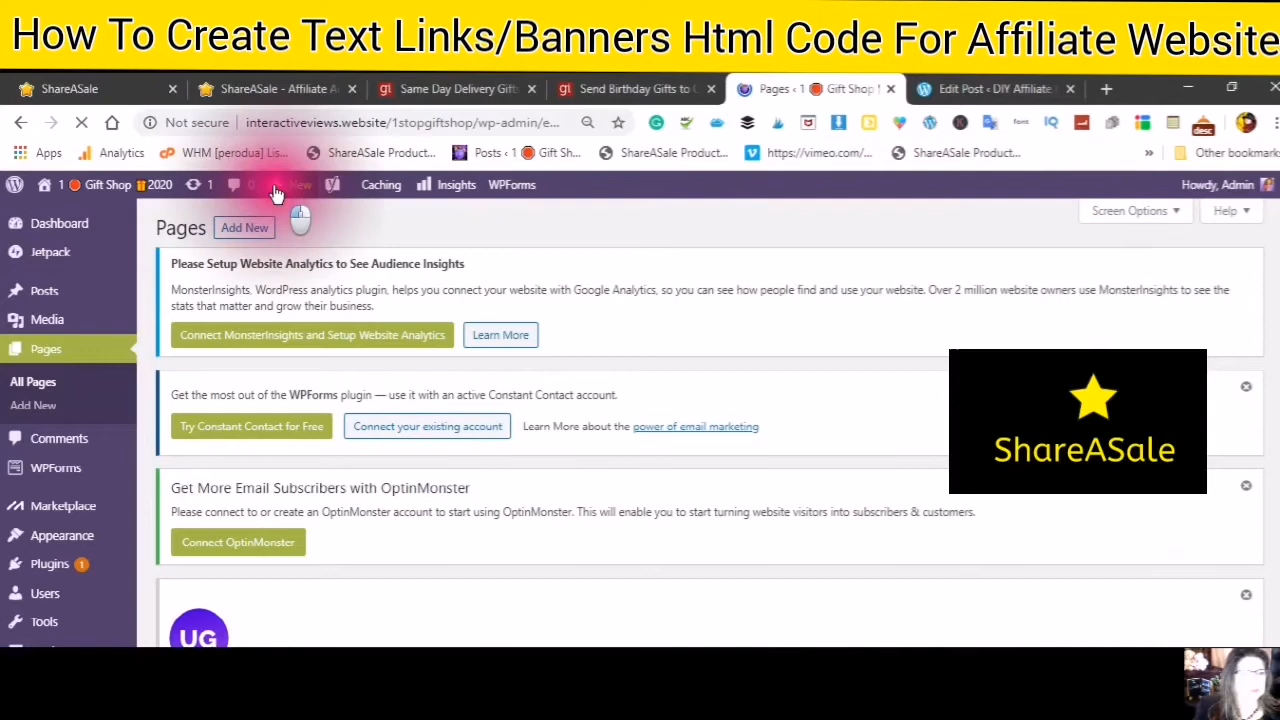 How To Create Text Links/Banners Html Code For Affiliate Website
ShareASale
ShareASale - Affiliate A
Same Day Delivery Gift
Send Birthday Gifts to
Pages ‹ 1 Gift Shop
Edit Post ‹ DIY Affiliate
Not secure interactiveviews.website/1stopgiftshop/wp-admin/e...
desc
Apps
Analytics
WHM [perodua] Lis...
ShareASale Product...
Posts ‹ 1 Gift Sh...
ShareASale Product...
https://vimeo.com/...
ShareASale Product...
»
Other bookmarks
1 Gift Shop 2020
1
0
New
Caching
Insights
WPForms
Howdy, Admin
Dashboard
Jetpack
Posts
Media
Pages
All Pages
Add New
Comments
WPForms
Marketplace
Appearance
Plugins 1
Users
Tools
Screen Options
Help
Pages
Add New
Please Setup Website Analytics to See Audience Insights
MonsterInsights, WordPress analytics plugin, helps you connect your website with Google Analytics, so you can see how people find and use your website. Over 2 million website owners use MonsterInsights to see the
stats that matter and grow their business.
Connect MonsterInsights and Setup Website Analytics
Learn More
Get the most out of the WPForms plugin — use it with an active Constant Contact account.
Try Constant Contact for Free
Connect your existing account
Learn More about the power of email marketing
Get More Email Subscribers with OptinMonster
Please connect to or create an OptinMonster account to start using OptinMonster. This will enable you to start turning website visitors into subscribers & customers.
Connect OptinMonster
UG
ShareASale